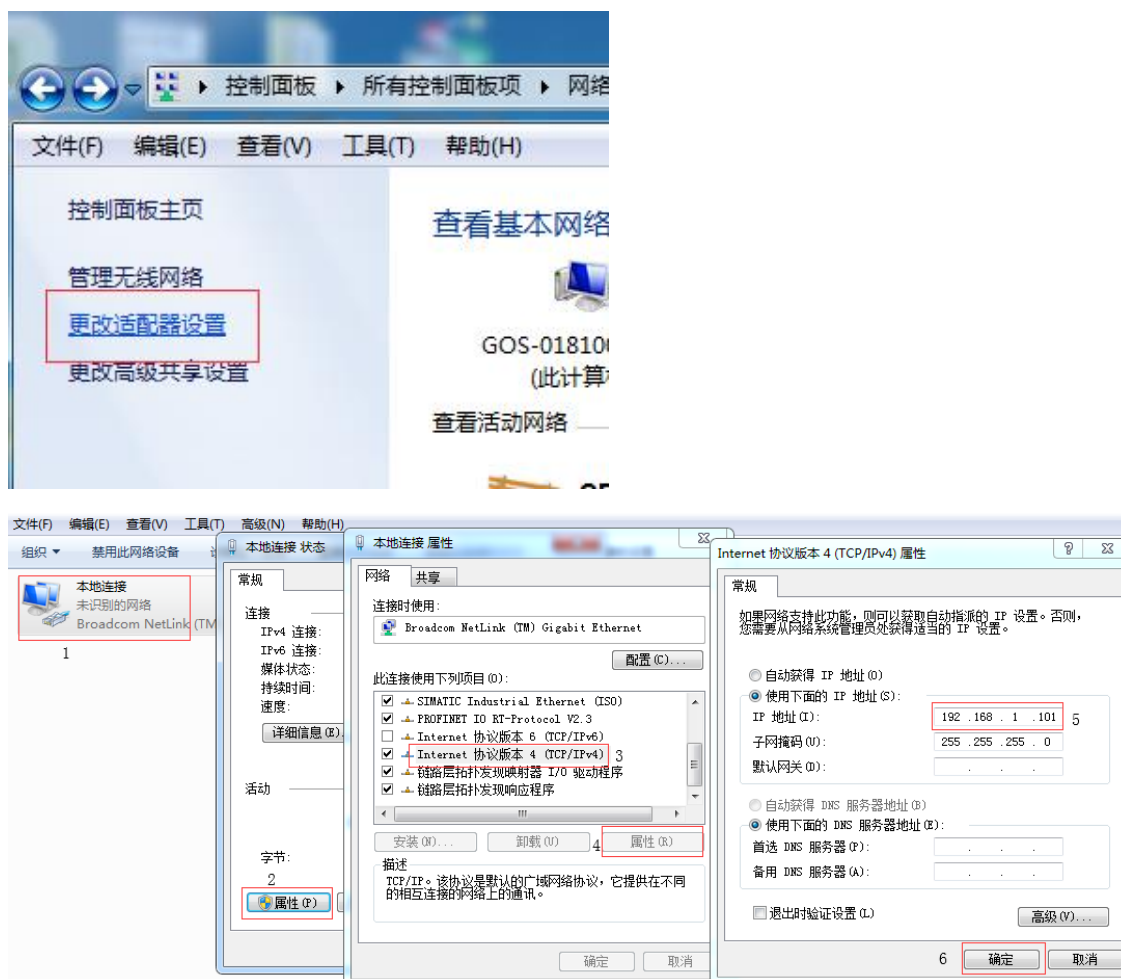 控制面板 ▸ 所有控制面板项 ▸ 网络
文件(F) 编辑(E) 查看(V) 工具(T) 帮助(H)
控制面板主页
查看基本网络
管理无线网络
更改适配器设置
GOS-01810
更改高级共享设置
(此计算
查看活动网络
文件(F) 编辑(E) 查看(V) 工具(T) 高级(N) 帮助(H)
组织 ▼ 禁用此网络设备
本地连接
未识别的网络
Broadcom NetLink (TM
1
本地连接 状态
常规
连接
IPv4 连接:
IPv6 连接:
媒体状态:
持续时间:
速度:
详细信息(E)
活动
字节:
2
属性(P)
本地连接 属性
网络 共享
连接时使用:
Broadcom NetLink (TM) Gigabit Ethernet
配置(C)...
此连接使用下列项目(O):
SIMATIC Industrial Ethernet (ISO)
PROFINET IO RT-Protocol V2.3
Internet 协议版本 6 (TCP/IPv6)
Internet 协议版本 4 (TCP/IPv4) 3
链路层拓扑发现映射器 I/O 驱动程序
链路层拓扑发现响应程序
安装(N)... 卸载(U) 4 属性(R)
描述
TCP/IP。该协议是默认的广域网络协议，它提供在不同
的相互连接的网络上的通讯。
确定 取消
Internet 协议版本 4 (TCP/IPv4) 属性
常规
如果网络支持此功能，则可以获取自动指派的 IP 设置。否则，
您需要从网络系统管理员处获得适当的 IP 设置。
自动获得 IP 地址(O)
使用下面的 IP 地址(S):
IP 地址(I): 192 .168 . 1 .101 5
子网掩码(U): 255 .255 .255 . 0
默认网关(D): . . .
自动获得 DNS 服务器地址(B)
使用下面的 DNS 服务器地址(E):
首选 DNS 服务器(P): . . .
备用 DNS 服务器(A): . . .
退出时验证设置(L) 高级(V)...
6 确定 取消